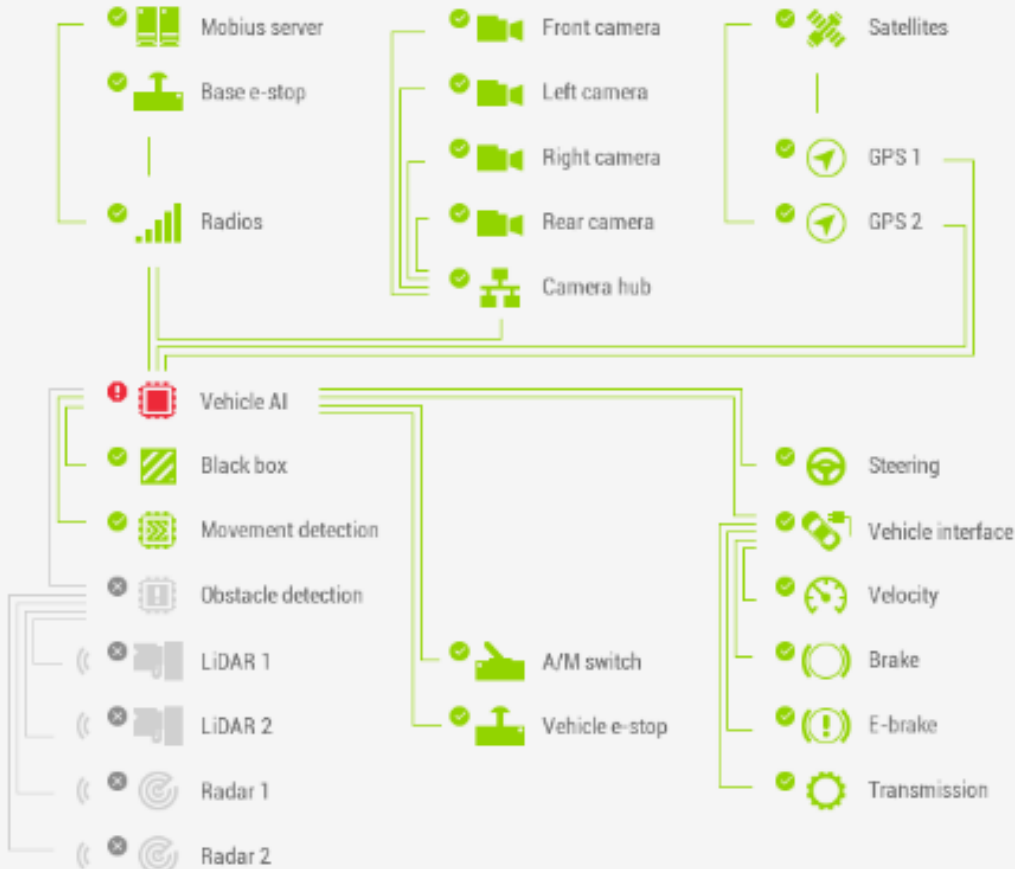 Mobius server
Base e-stop
Radios
Front camera
Left camera
Right camera
Rear camera
Camera hub
Satellites
GPS 1
GPS 2
Vehicle AI
Black box
Movement detection
Obstacle detection
LiDAR 1
LiDAR 2
Radar 1
Radar 2
A/M switch
Vehicle e-stop
Steering
Vehicle interface
Velocity
Brake
E-brake
Transmission